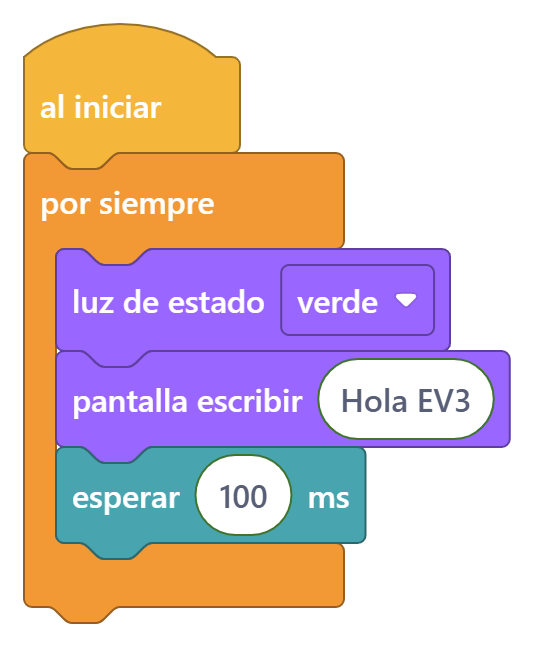 al iniciar
por siempre
luz de estado verde
pantalla escribir Hola EV3
esperar 100 ms